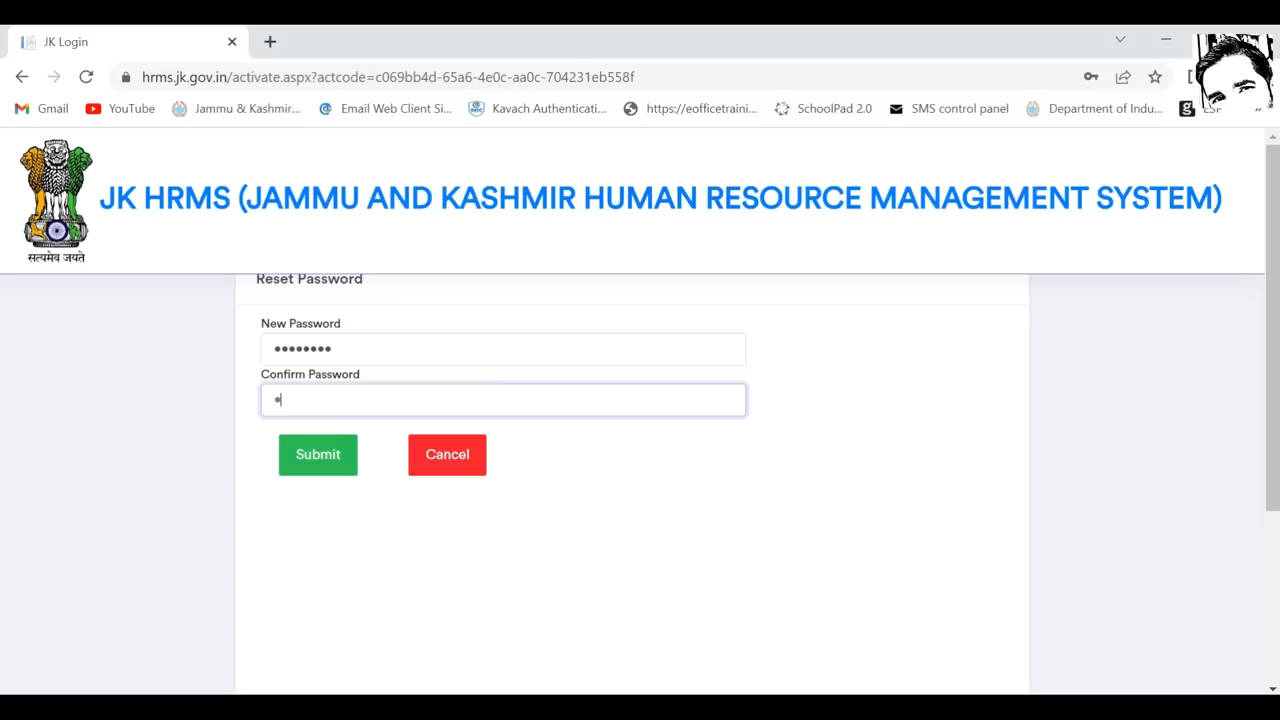 JK Login
hrms.jk.gov.in/activate.aspx?actcode=c069bb4d-65a6-4e0c-aa0c-704231eb558f
Gmail YouTube Jammu & Kashmir... Email Web Client Si... Kavach Authenticati... https://eofficetraini... SchoolPad 2.0 SMS control panel Department of Indu...
JK HRMS (JAMMU AND KASHMIR HUMAN RESOURCE MANAGEMENT SYSTEM)
सत्यमेव जयते
Reset Password
New Password
••••••••
Confirm Password
•
Submit Cancel